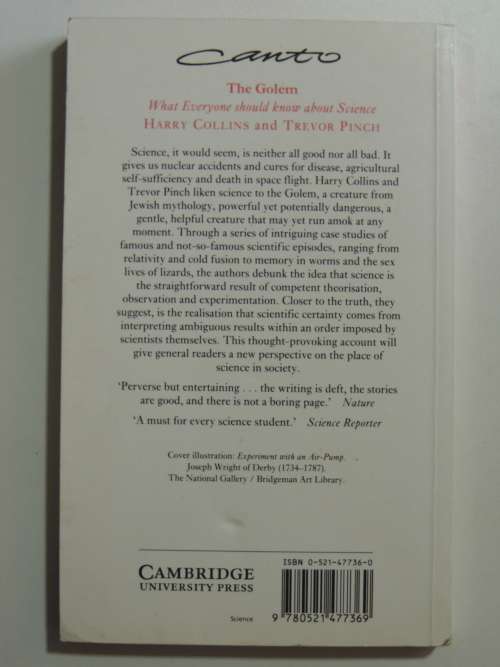 canto
The Golem
What Everyone should know about Science
HARRY COLLINS and TREVOR PINCH
Science, it would seem, is neither all good nor all bad. It
gives us nuclear accidents and cures for disease, agricultural
self-sufficiency and death in space flight. Harry Collins and
Trevor Pinch liken science to the Golem, a creature from
Jewish mythology, powerful yet potentially dangerous, a
gentle, helpful creature that may yet run amok at any
moment. Through a series of intriguing case studies of
famous and not-so-famous scientific episodes, ranging from
relativity and cold fusion to memory in worms and the sex
lives of lizards, the authors debunk the idea that science is
the straightforward result of competent theorisation,
observation and experimentation. Closer to the truth, they
suggest, is the realisation that scientific certainty comes from
interpreting ambiguous results within an order imposed by
scientists themselves. This thought-provoking account will
give general readers a new perspective on the place of
science in society.
‘Perverse but entertaining . . . the writing is deft, the stories
are good, and there is not a boring page.’ Nature
‘A must for every science student.’ Science Reporter
Cover illustration: Experiment with an Air-Pump.
Joseph Wright of Derby (1734–1787).
The National Gallery / Bridgeman Art Library.
CAMBRIDGE
UNIVERSITY PRESS
Science
ISBN 0-521-47736-0
9 780521 477369